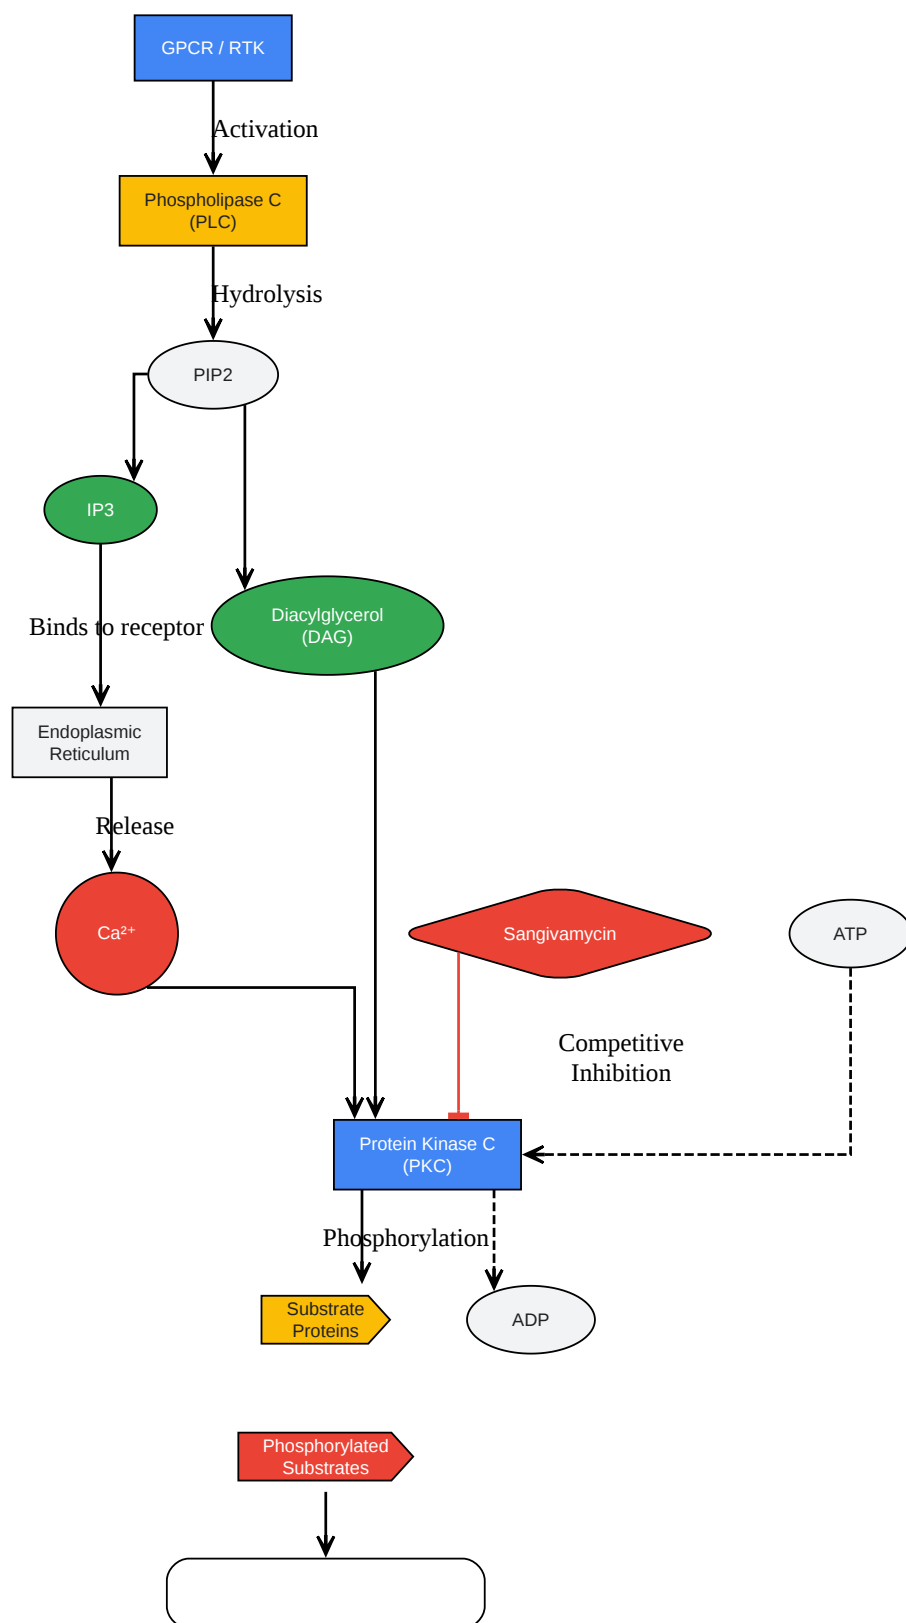 GPCR / RTK
Activation
Phospholipase C
(PLC)
Hydrolysis
PIP2
IP3
Diacylglycerol
(DAG)
Binds to receptor
Endoplasmic
Reticulum
Release
Ca²⁺
Sangivamycin
ATP
Competitive
Inhibition
Protein Kinase C
(PKC)
Phosphorylation
Substrate
Proteins
ADP
Phosphorylated
Substrates